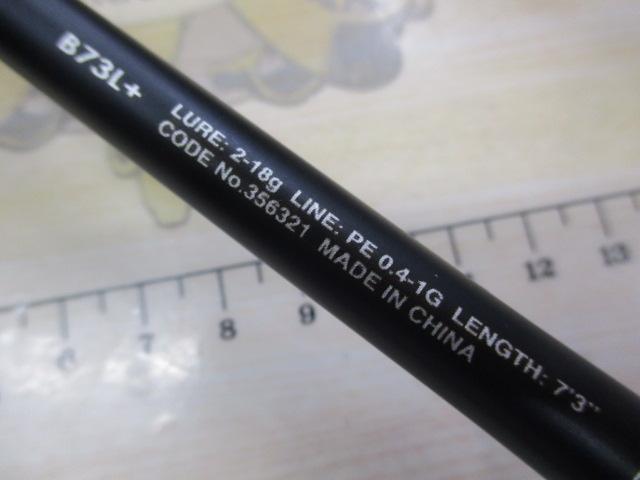 B73L+
LURE: 2-18g LINE: PE 0.4-1G LENGTH: 7'3"
CODE No.356321 MADE IN CHINA
6 7 8 9 12 13